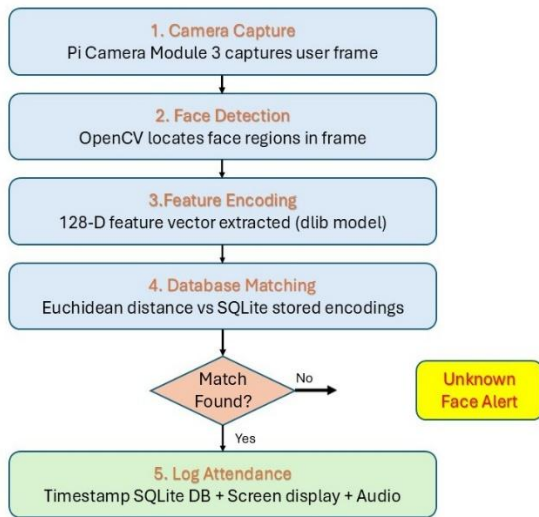 1. Camera Capture
Pi Camera Module 3 captures user frame
2. Face Detection
OpenCV locates face regions in frame
3.Feature Encoding
128-D feature vector extracted (dlib model)
4. Database Matching
Euchidean distance vs SQLite stored encodings
Match
Found?
No
Unknown
Face Alert
Yes
5. Log Attendance
Timestamp SQLite DB + Screen display + Audio